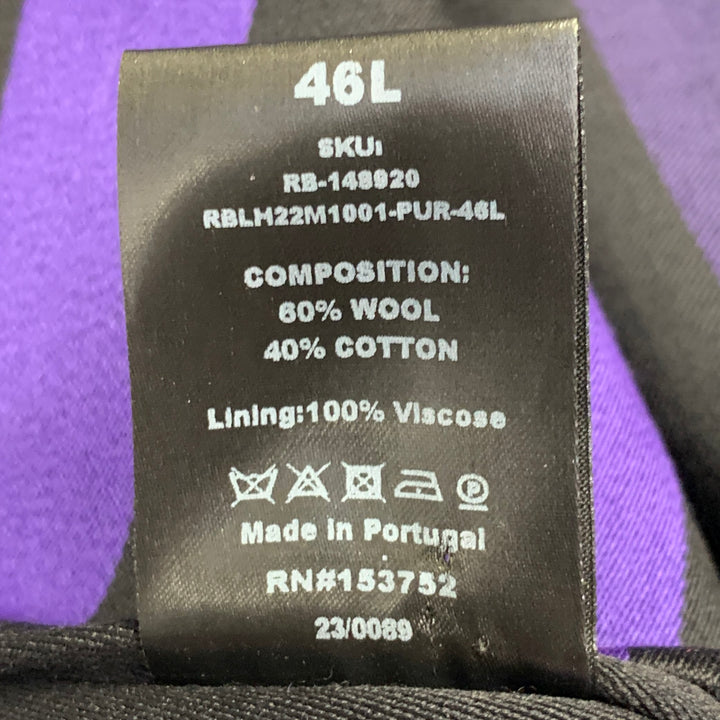 46L
SKU:
RB-148920
RBLH22M1001-PUR-46L
COMPOSITION:
60% WOOL
40% COTTON
Lining:100% Viscose
P
Made in Portugal
RN#153752
23/0089